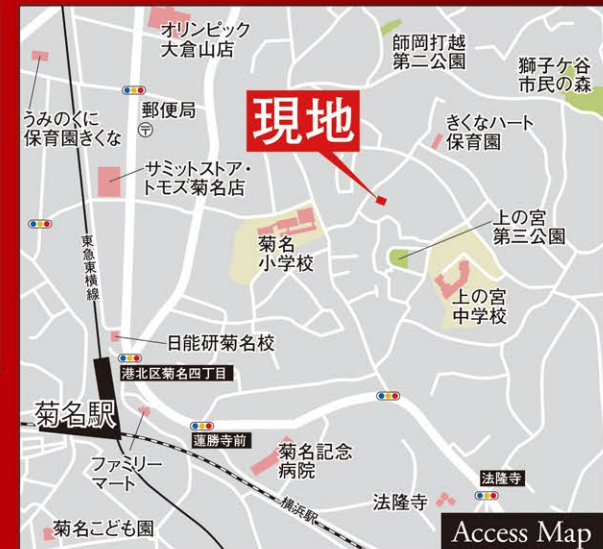 オリンピック
大倉山店
師岡打越
第二公園
獅子ケ谷
市民の森
うみのくに
保育園きくな
郵便局
〒
現地
きくなハート
保育園
サミットストア・
トモズ菊名店
東急東横線
菊名
小学校
上の宮
第三公園
上の宮
中学校
日能研菊名校
港北区菊名四丁目
菊名駅
蓮勝寺前
ファミリー
マート
菊名記念
病院
横浜駅
法隆寺
法隆寺
菊名こども園
Access Map